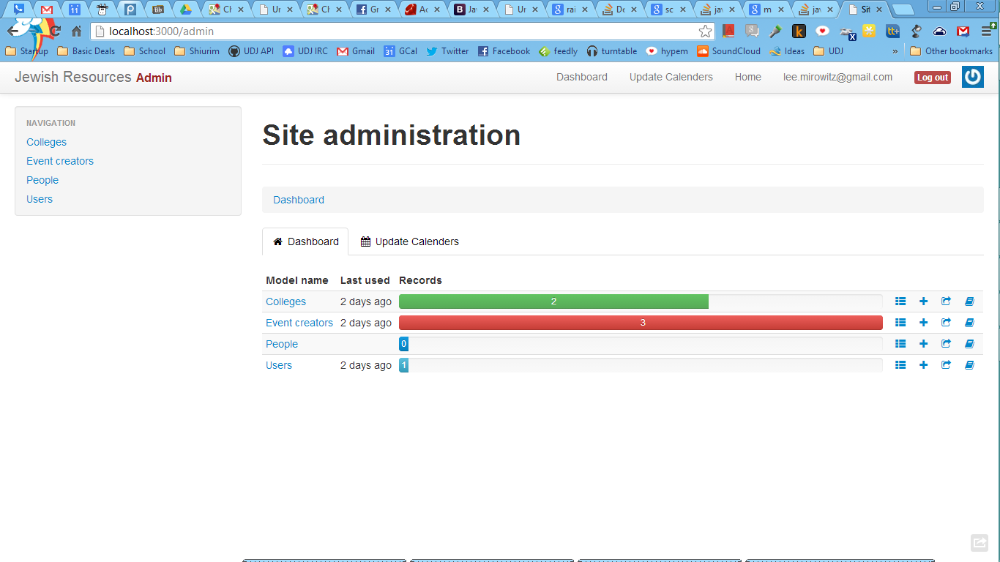 Ch Ur Ch Gr Ac Ja Ur rai De sc jav m jav Sit
localhost:3000/admin
Startup Basic Deals School Shiurim UDJ API UDJ IRC Gmail GCal Twitter Facebook feedly turntable hypem SoundCloud Ideas UDJ » Other bookmarks
Jewish Resources Admin Dashboard Update Calenders Home lee.mirowitz@gmail.com Log out
NAVIGATION
Colleges
Event creators
People
Users
Site administration
Dashboard
Dashboard Update Calenders
Model name Last used Records
Colleges 2 days ago 2
Event creators 2 days ago 3
People 0
Users 2 days ago 1